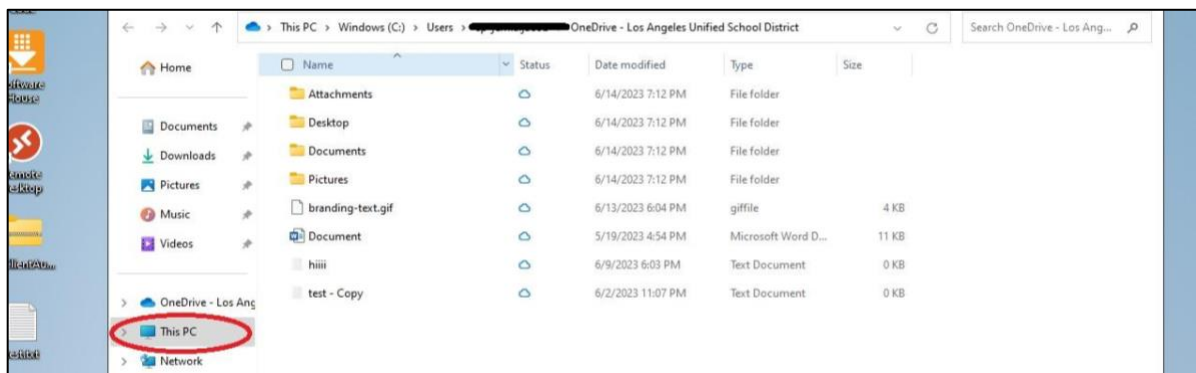 This PC > Windows (C:) > Users > OneDrive - Los Angeles Unified School District
Search OneDrive - Los Ang...
Home
Name Status Date modified Type Size
Attachments 6/14/2023 7:12 PM File folder
Desktop 6/14/2023 7:12 PM File folder
Documents 6/14/2023 7:12 PM File folder
Pictures 6/14/2023 7:12 PM File folder
branding-text.gif 6/13/2023 6:04 PM giffile 4 KB
Document 5/19/2023 4:54 PM Microsoft Word D... 11 KB
hiiii 6/9/2023 6:03 PM Text Document 0 KB
test - Copy 6/2/2023 11:07 PM Text Document 0 KB
Documents
Downloads
Pictures
Music
Videos
OneDrive - Los Ang
This PC
Network
oftware
House
emote
esktop